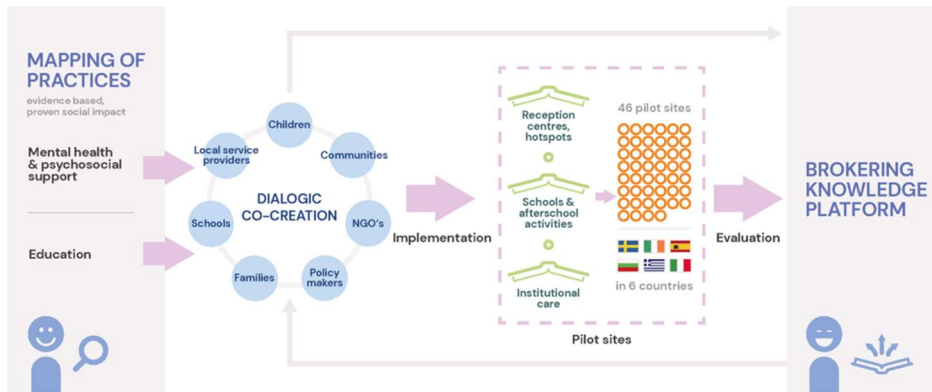 MAPPING OF
PRACTICES
evidence based,
proven social impact
Mental health
& psychosocial
support
Education
Children
Local service
providers
Communities
DIALOGIC
CO-CREATION
Schools
NGO's
Families
Policy
makers
Implementation
Reception
centres,
hotspots
Schools &
afterschool
activities
Institutional
care
46 pilot sites
in 6 countries
Pilot sites
Evaluation
BROKERING
KNOWLEDGE
PLATFORM